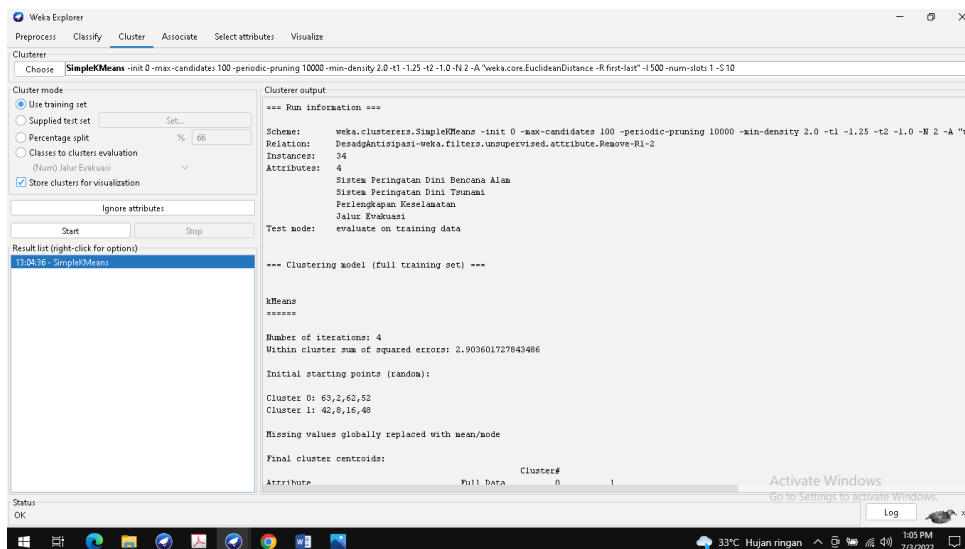 Weka Explorer
Preprocess Classify Cluster Associate Select attributes Visualize
Clusterer
Choose SimpleKMeans -init 0 -max-candidates 100 -periodic-pruning 10000 -min-density 2.0 -t1 -1.25 -t2 -1.0 -N 2 -A "weka.core.EuclideanDistance -R first-last" -I 500 -num-slots 1 -S 10
Cluster mode
Use training set
Supplied test set Set...
Percentage split % 66
Classes to clusters evaluation
(Num) Jalur Evakuasi
Store clusters for visualization
Ignore attributes
Start Stop
Result list (right-click for options)
13:04:36 - SimpleKMeans
Clusterer output
=== Run information ===
Scheme: weka.clusterers.SimpleKMeans -init 0 -max-candidates 100 -periodic-pruning 10000 -min-density 2.0 -t1 -1.25 -t2 -1.0 -N 2 -A "w
Relation: DesadgAntisipasi-weka.filters.unsupervised.attribute.Remove-R1-2
Instances: 34
Attributes: 4
Sistem Peringatan Dini Bencana Alam
Sistem Peringatan Dini Tsunami
Perlengkapan Keselamatan
Jalur Evakuasi
Test mode: evaluate on training data
=== Clustering model (full training set) ===
kMeans
======
Number of iterations: 4
Within cluster sum of squared errors: 2.903601727843486
Initial starting points (random):
Cluster 0: 63,2,62,52
Cluster 1: 42,8,16,48
Missing values globally replaced with mean/mode
Final cluster centroids:
Cluster#
Attribute Full Data 0 1
Activate Windows
Go to Settings to activate Windows.
Status
OK
Log x
33°C Hujan ringan 1:05 PM
7/3/2022